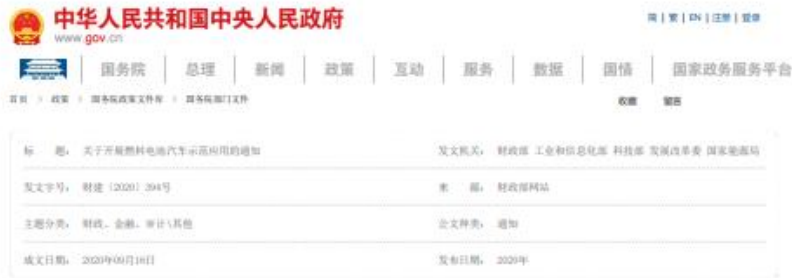 中华人民共和国中央人民政府
www.gov.cn
简 | 繁 | EN | 注册 | 登录
国务院 | 总理 | 新闻 | 政策 | 互动 | 服务 | 数据 | 国情 | 国家政务服务平台
首页 > 政策 > 国务院政策文件库 > 国务院部门文件
收藏 留言
标 题： 关于开展燃料电池汽车示范应用的通知
发文机关： 财政部 工业和信息化部 科技部 发展改革委 国家能源局
发文字号： 财建〔2020〕394号
来 源： 财政部网站
主题分类： 财政、金融、审计\其他
公文种类： 通知
成文日期： 2020年09月16日
发布日期： 2020年